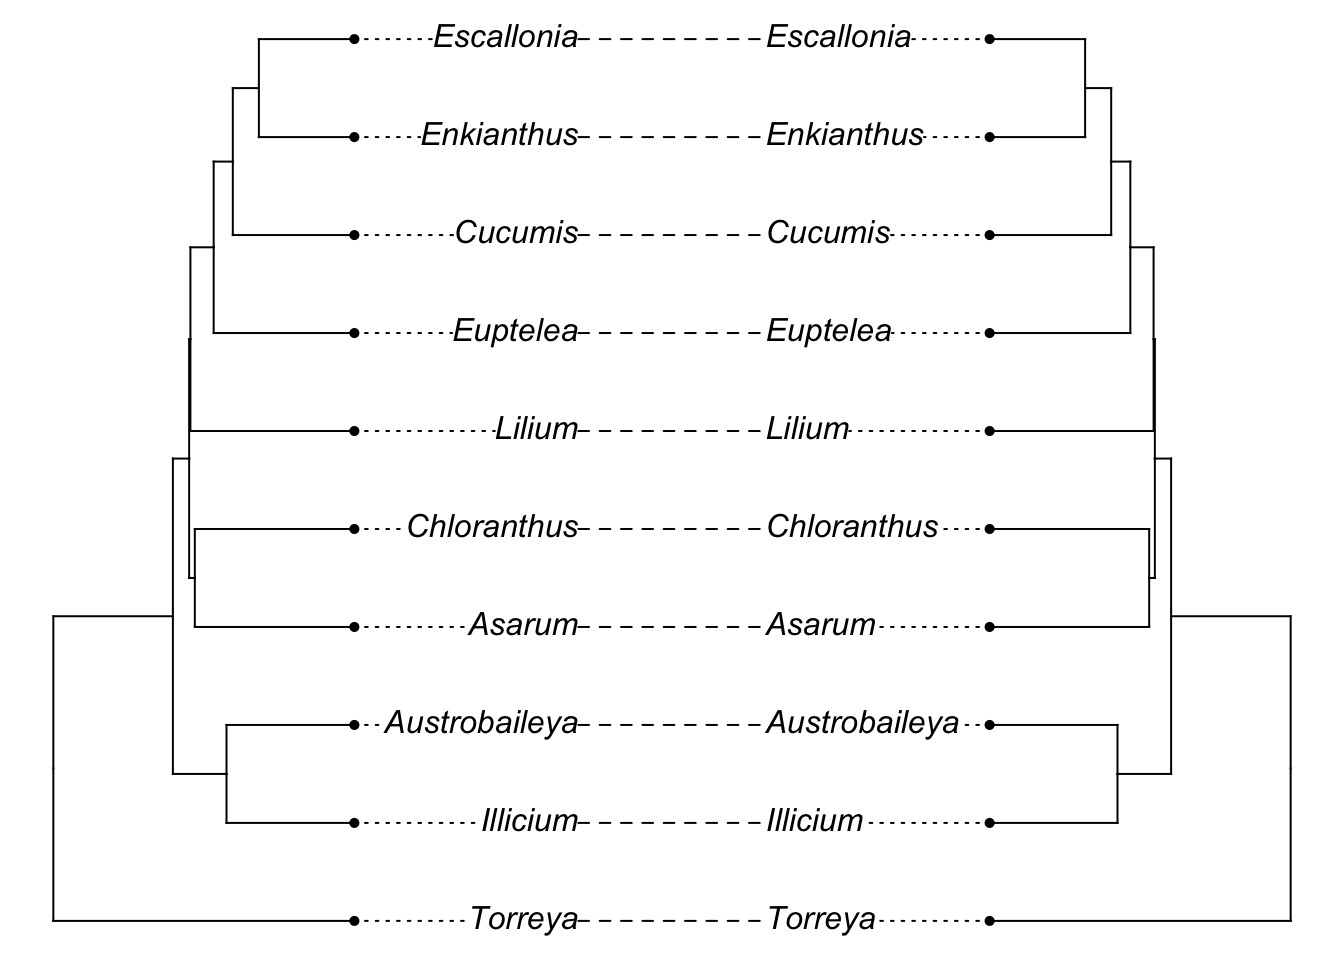 Escallonia Escallonia
Enkianthus Enkianthus
Cucumis Cucumis
Euptelea Euptelea
Lilium Lilium
Chloranthus Chloranthus
Asarum Asarum
Austrobaileya Austrobaileya
Illicium Illicium
Torreya Torreya